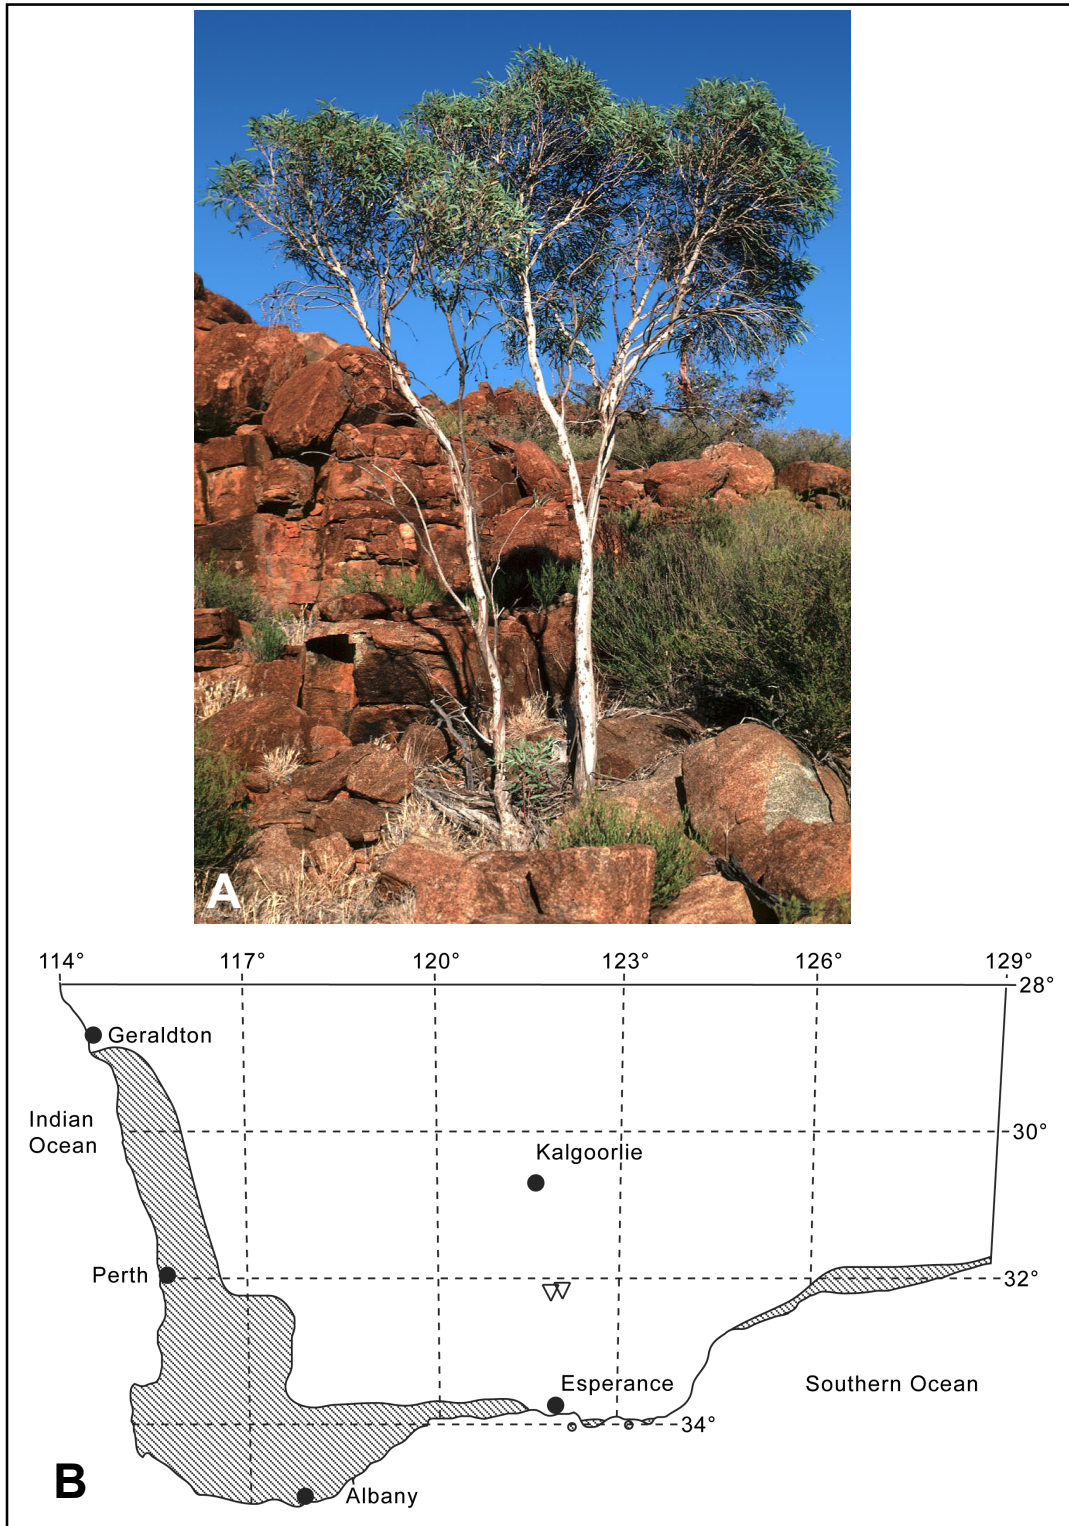 A
114° 117° 120° 123° 126° 129°
28°
Geraldton
Indian
Ocean
30°
Kalgoorlie
Perth
32°
Esperance
Southern Ocean
34°
B
Albany